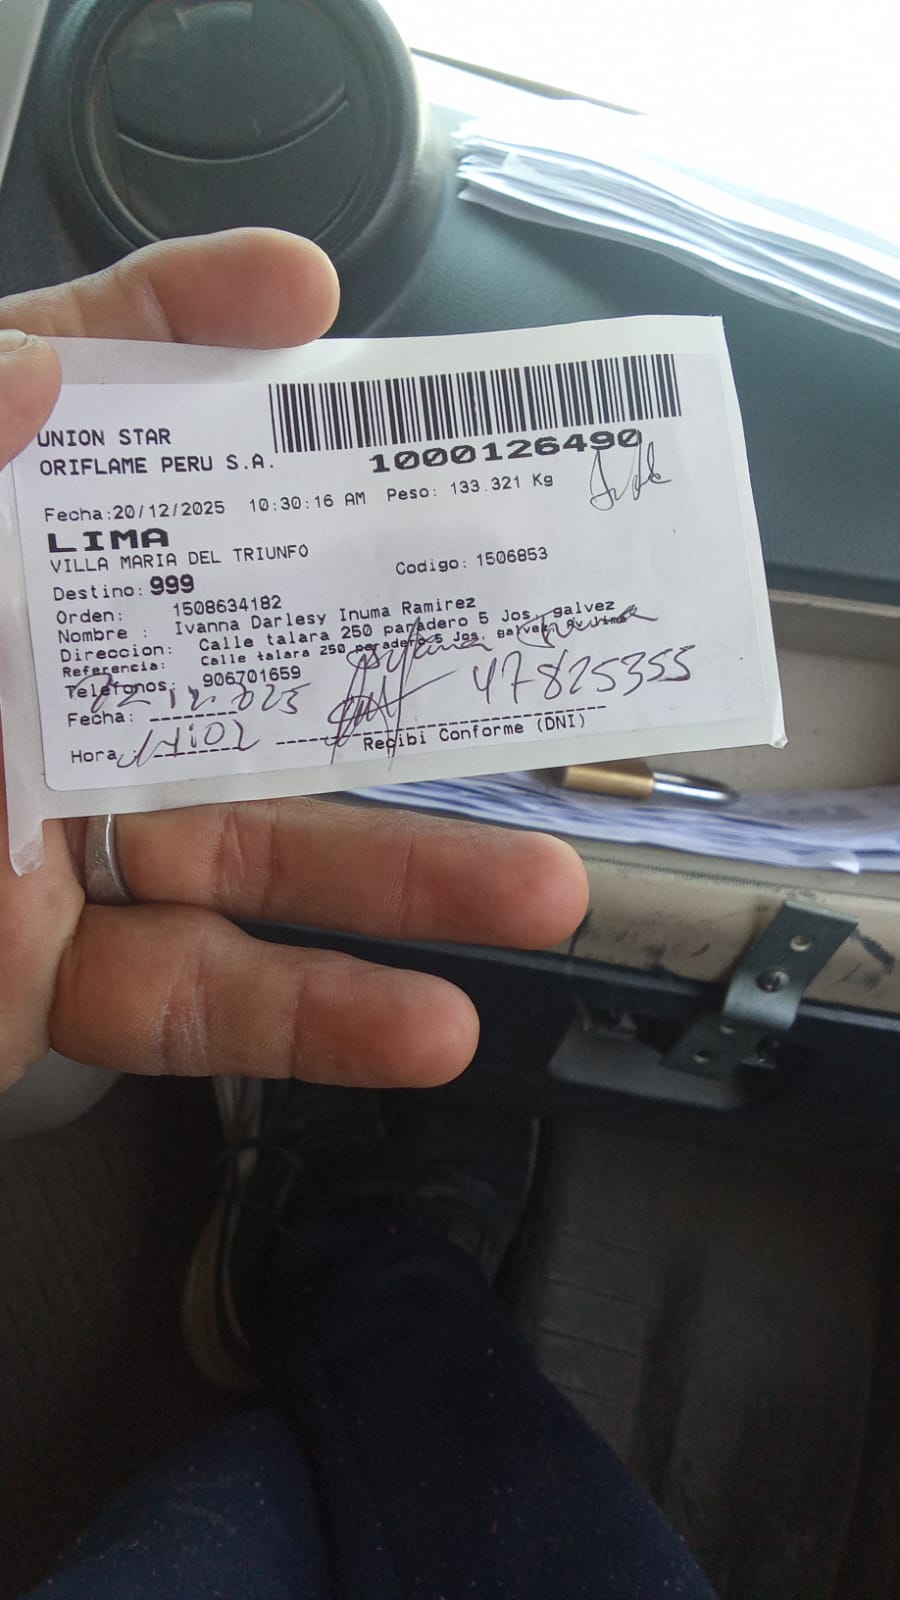 UNION STAR
ORIFLAME PERU S.A.
1000126490
Fecha:20/12/2025 10:30:16 AM Peso: 133.321 Kg
LIMA
VILLA MARIA DEL TRIUNFO
Codigo: 1506853
Destino: 999
Orden: 1508634182
Nombre : Ivanna Darlesy Inuma Ramirez
Direccion: Calle talara 250 paradero 5 Jos. galvez
Referencia: Calle talara 250 paradero 5 Jos. galvez
Telefonos: 906701659
47825355
Fecha:
Hora
Recibi Conforme (DNI)